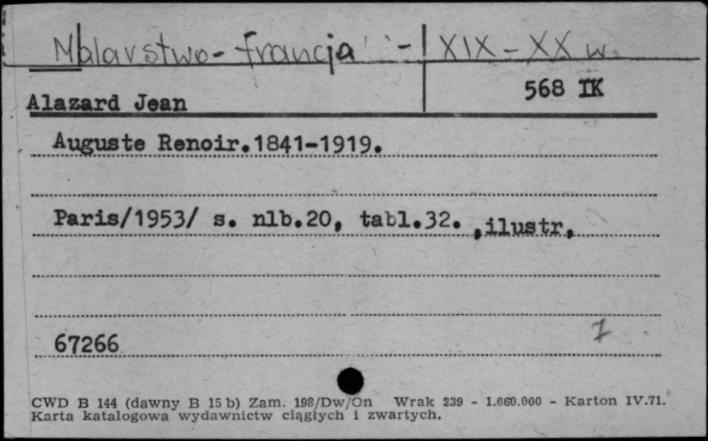 Malarstwo - Francja - XIX - XX w.
568 IK
Alazard Jean
Auguste Renoir.1841-1919.
Paris/1953/ s. nlb.20, tabl.32. ,ilustr,
67266
CWD B 144 (dawny B 15 b) Zam. 198/Dw/On Wrak 239 - 1.660.000 - Karton IV.71.
Karta katalogowa wydawnictw ciągłych i zwartych.